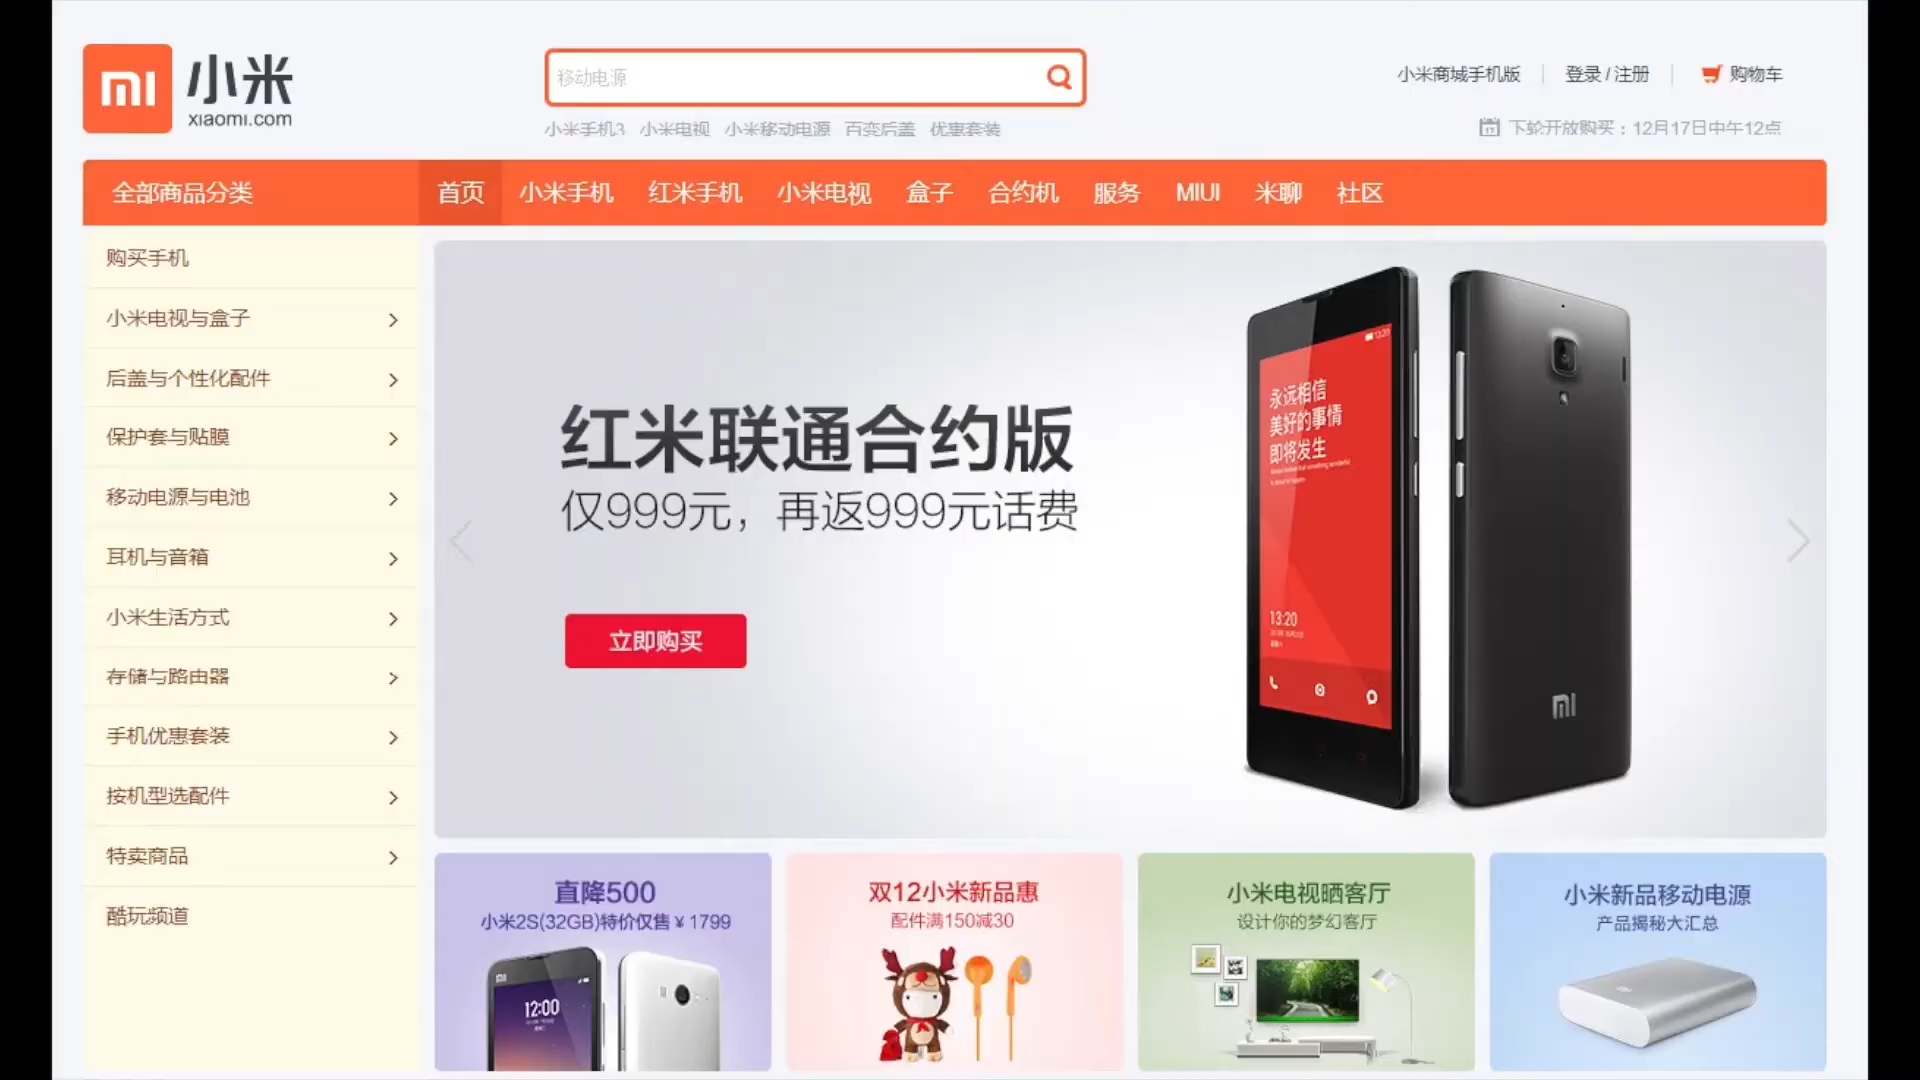 小米
xiaomi.com
移动电源
小米手机3 小米电视 小米移动电源 百变后盖 优惠套装
小米商城手机版 登录 / 注册 购物车
17 下轮开放购买：12月17日中午12点
全部商品分类 首页 小米手机 红米手机 小米电视 盒子 合约机 服务 MIUI 米聊 社区
购买手机
小米电视与盒子
后盖与个性化配件
保护套与贴膜
移动电源与电池
耳机与音箱
小米生活方式
存储与路由器
手机优惠套装
按机型选配件
特卖商品
酷玩频道
红米联通合约版
仅999元，再返999元话费
立即购买
13:20
永远相信
美好的事情
即将发生
13:20
直降500
小米2S(32GB)特价仅售¥1799
12:00
双12小米新品惠
配件满150减30
小米电视晒客厅
设计你的梦幻客厅
小米新品移动电源
产品揭秘大汇总